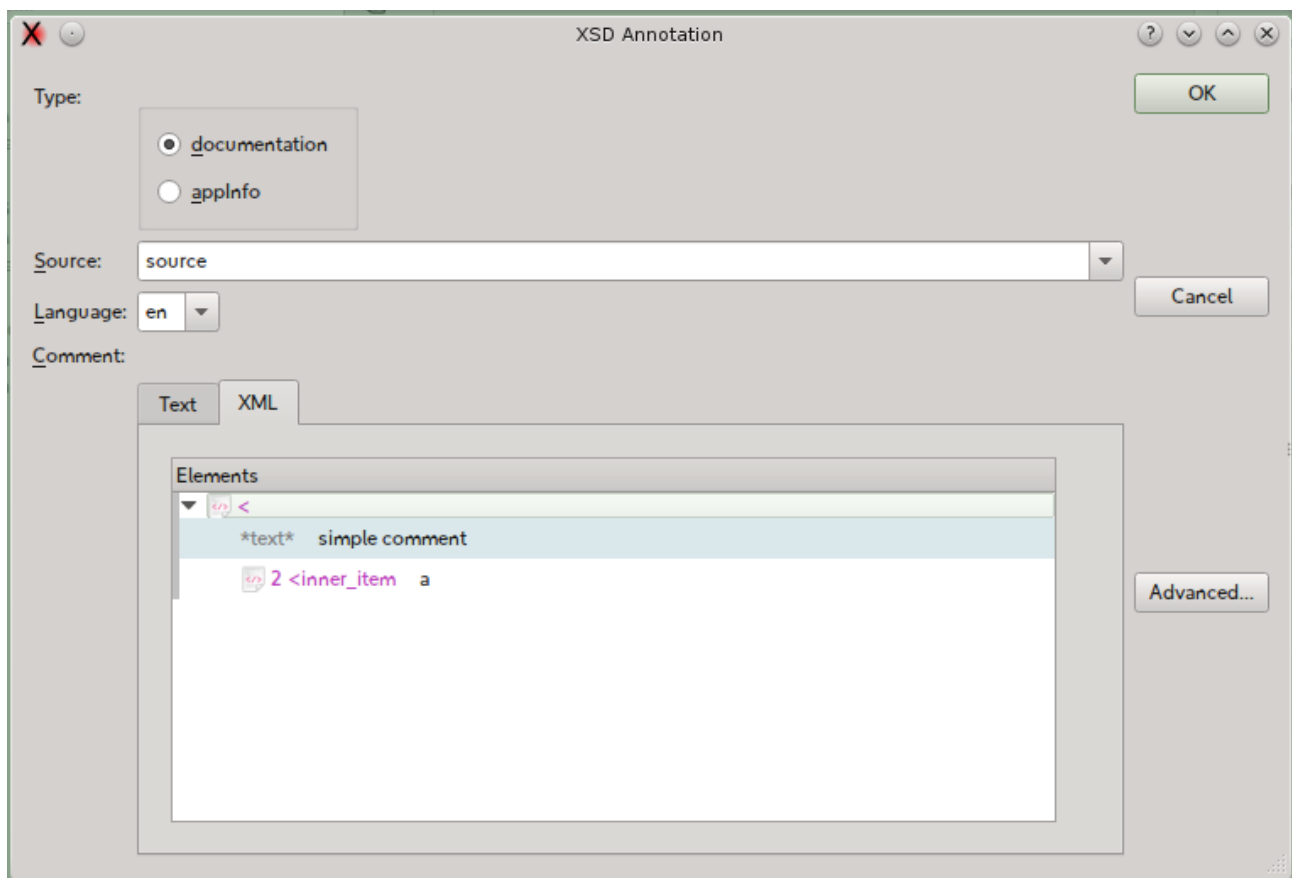 XSD Annotation
Type:
OK
documentation
appInfo
Source: source
Cancel
Language: en
Comment:
Text XML
Elements
<
*text* simple comment
2 <inner_item a
Advanced...